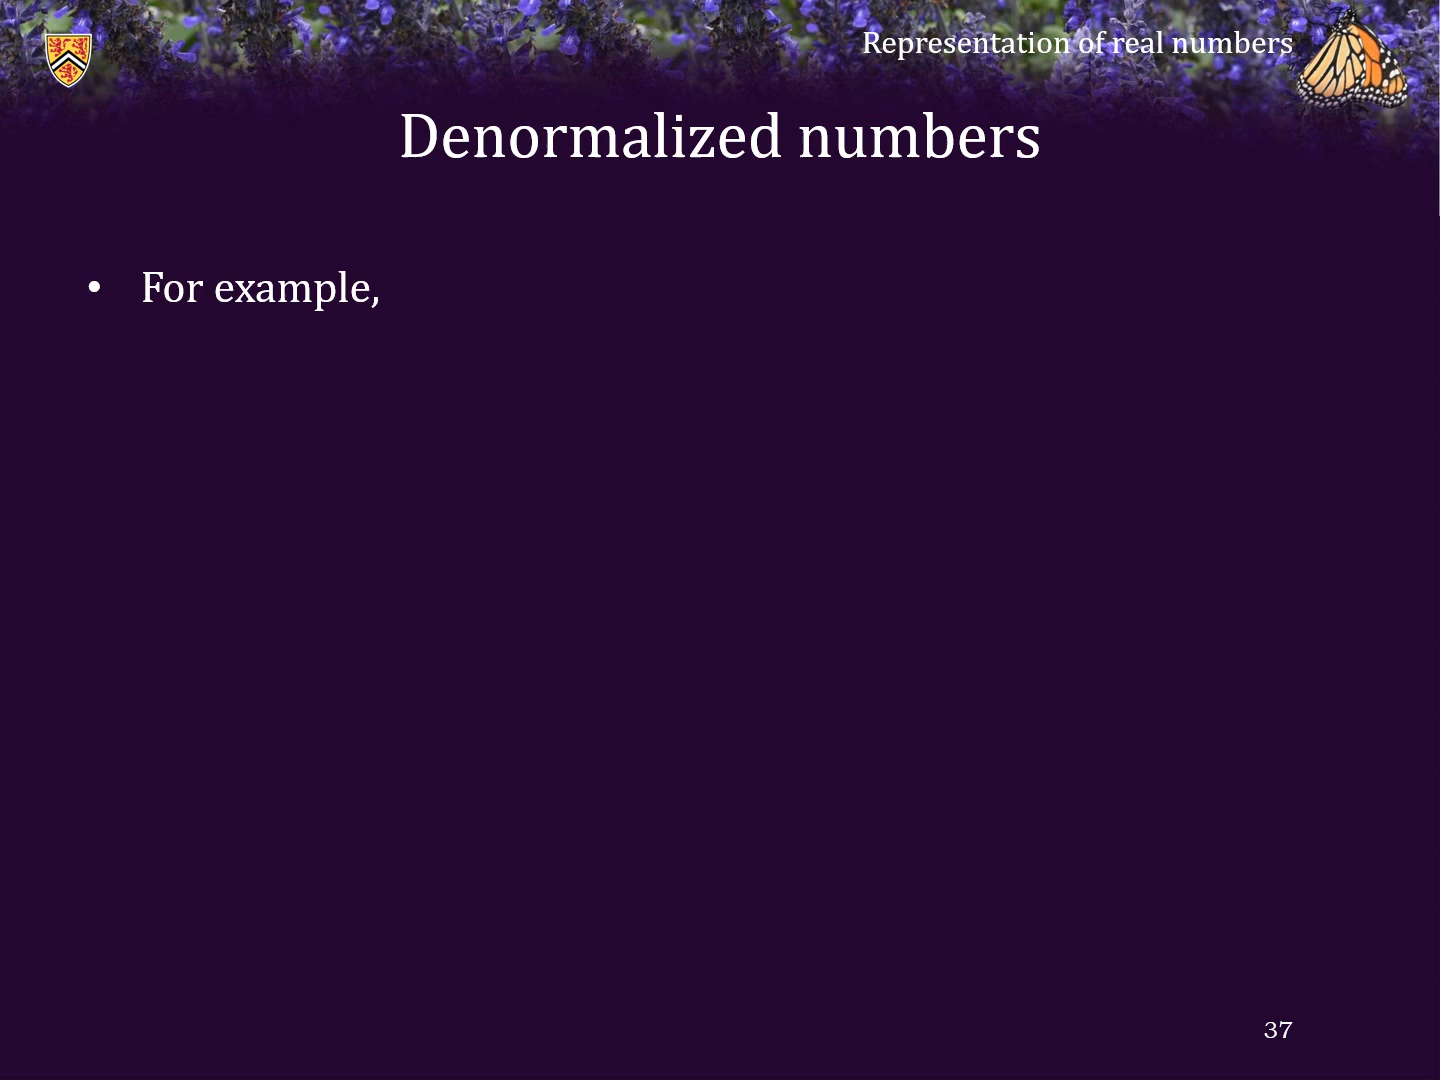 Representation of real numbers
Denormalized numbers
• For example,
37